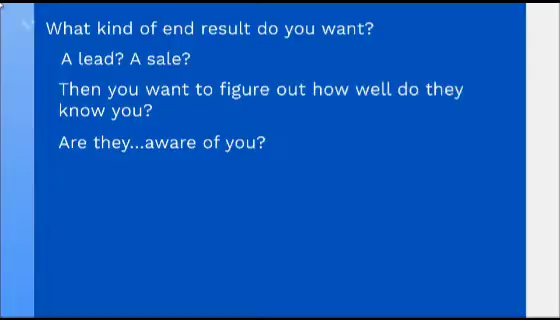 What kind of end result do you want?
A lead? A sale?
Then you want to figure out how well do they
know you?
Are they...aware of you?